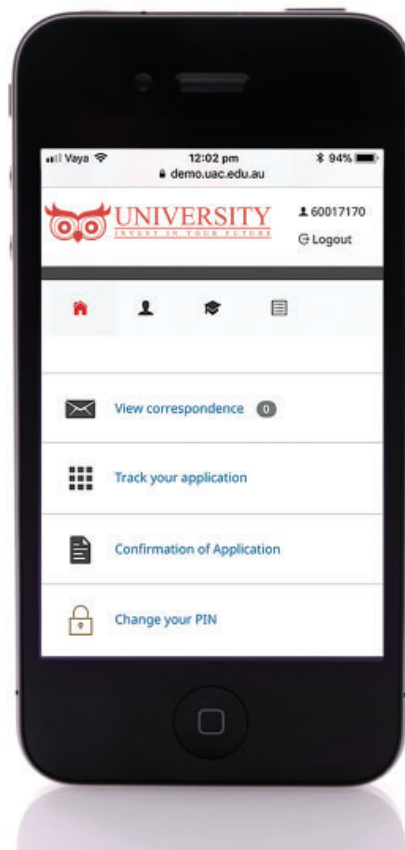 Vaya 12:02 pm 94%
demo.uac.edu.au
UNIVERSITY
INVEST IN YOUR FUTURE
60017170
Logout
View correspondence 0
Track your application
Confirmation of Application
Change your PIN